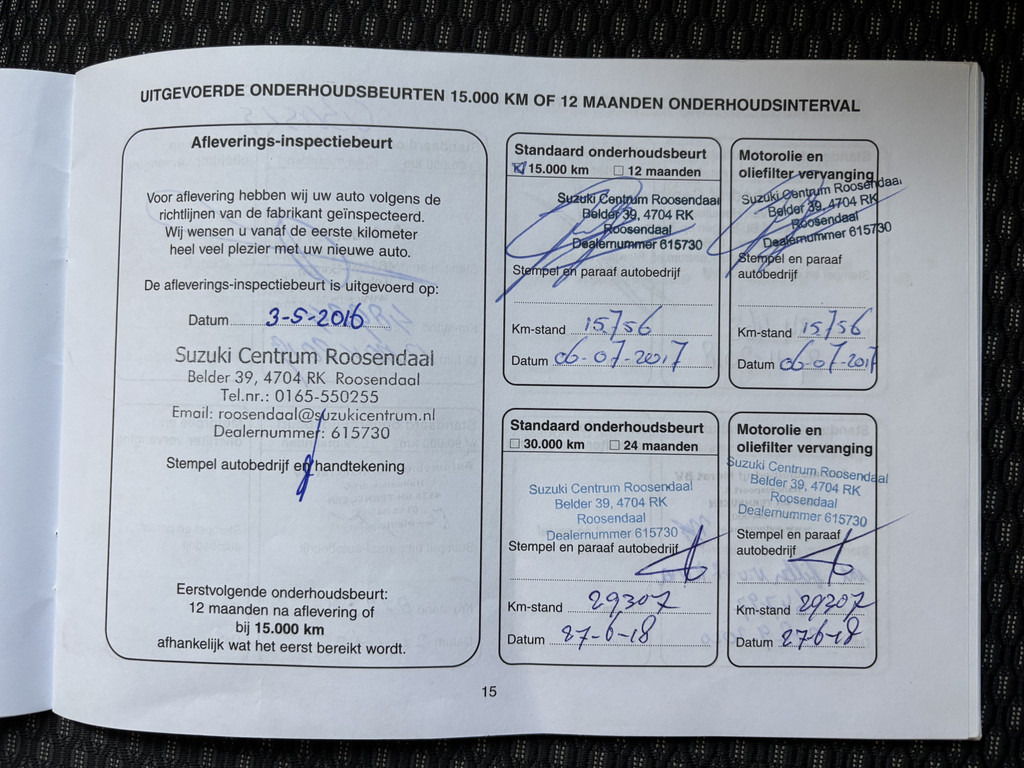 UITGEVOERDE ONDERHOUDSBEURTEN 15.000 KM OF 12 MAANDEN ONDERHOUDSINTERVAL
Afleverings-inspectiebeurt
Voor aflevering hebben wij uw auto volgens de
richtlijnen van de fabrikant geïnspecteerd.
Wij wensen u vanaf de eerste kilometer
heel veel plezier met uw nieuwe auto.
De afleverings-inspectiebeurt is uitgevoerd op:
Datum 3-5-2016
Suzuki Centrum Roosendaal
Belder 39, 4704 RK Roosendaal
Tel.nr.: 0165-550255
Email: roosendaal@suzukicentrum.nl
Dealernummer: 615730
Stempel autobedrijf en handtekening
Eerstvolgende onderhoudsbeurt:
12 maanden na aflevering of
bij 15.000 km
afhankelijk wat het eerst bereikt wordt.
Standaard onderhoudsbeurt
15.000 km 12 maanden
Suzuki Centrum Roosendaal
Belder 39, 4704 RK
Roosendaal
Dealernummer 615730
Stempel en paraaf autobedrijf
Km-stand 15756
Datum 06-07-2017
Motorolie en
oliefilter vervanging
Suzuki Centrum Roosendaal
Belder 39, 4704 RK
Roosendaal
Dealernummer 615730
Stempel en paraaf
autobedrijf
Km-stand 15756
Datum 06-07-2017
Standaard onderhoudsbeurt
30.000 km 24 maanden
Suzuki Centrum Roosendaal
Belder 39, 4704 RK
Roosendaal
Dealernummer 615730
Stempel en paraaf autobedrijf
Km-stand 29307
Datum 27-6-18
Motorolie en
oliefilter vervanging
Suzuki Centrum Roosendaal
Belder 39, 4704 RK
Roosendaal
Dealernummer 615730
Stempel en paraaf
autobedrijf
Km-stand 29307
Datum 27-6-18
15